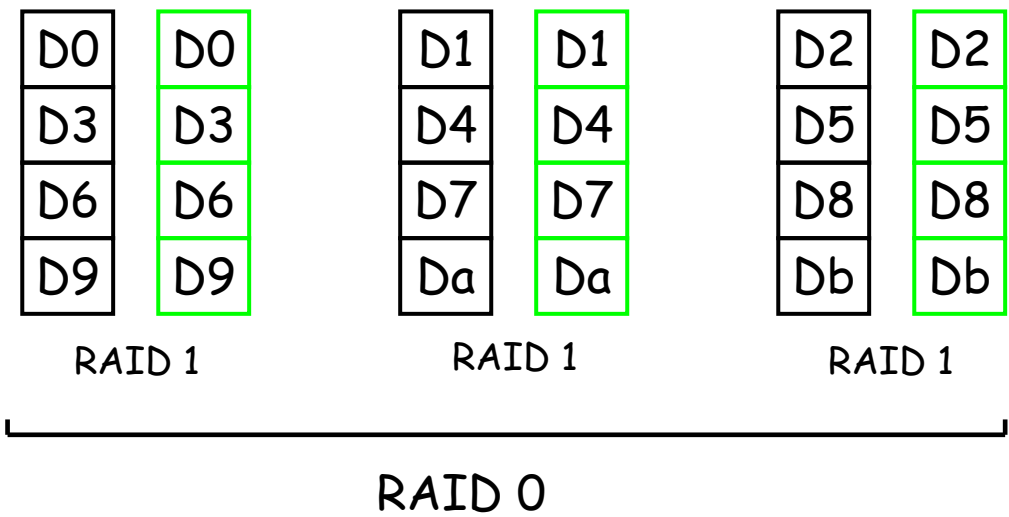 D0 D0 D1 D1 D2 D2
D3 D3 D4 D4 D5 D5
D6 D6 D7 D7 D8 D8
D9 D9 Da Da Db Db
RAID 1 RAID 1 RAID 1
RAID 0